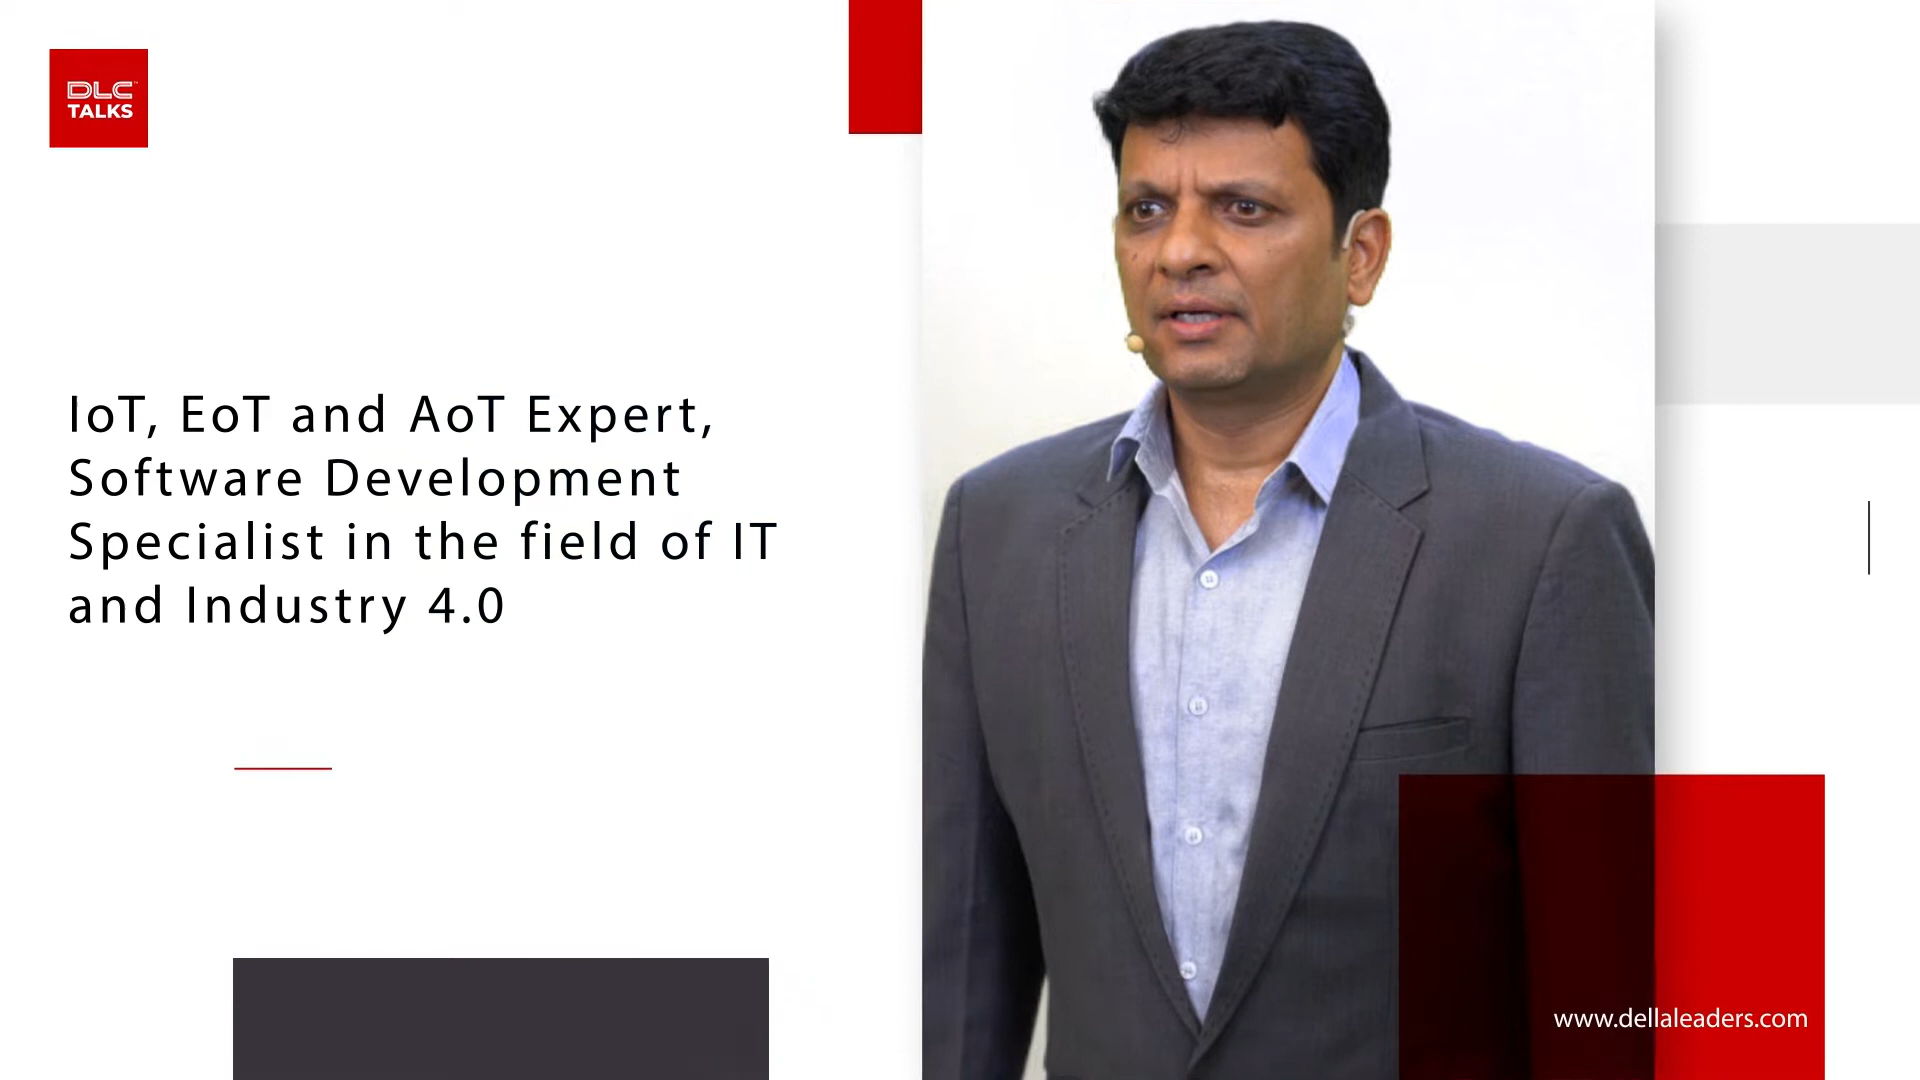 DLC
TALKS
IoT, EoT and AoT Expert,
Software Development
Specialist in the field of IT
and Industry 4.0
www.dellaleaders.com